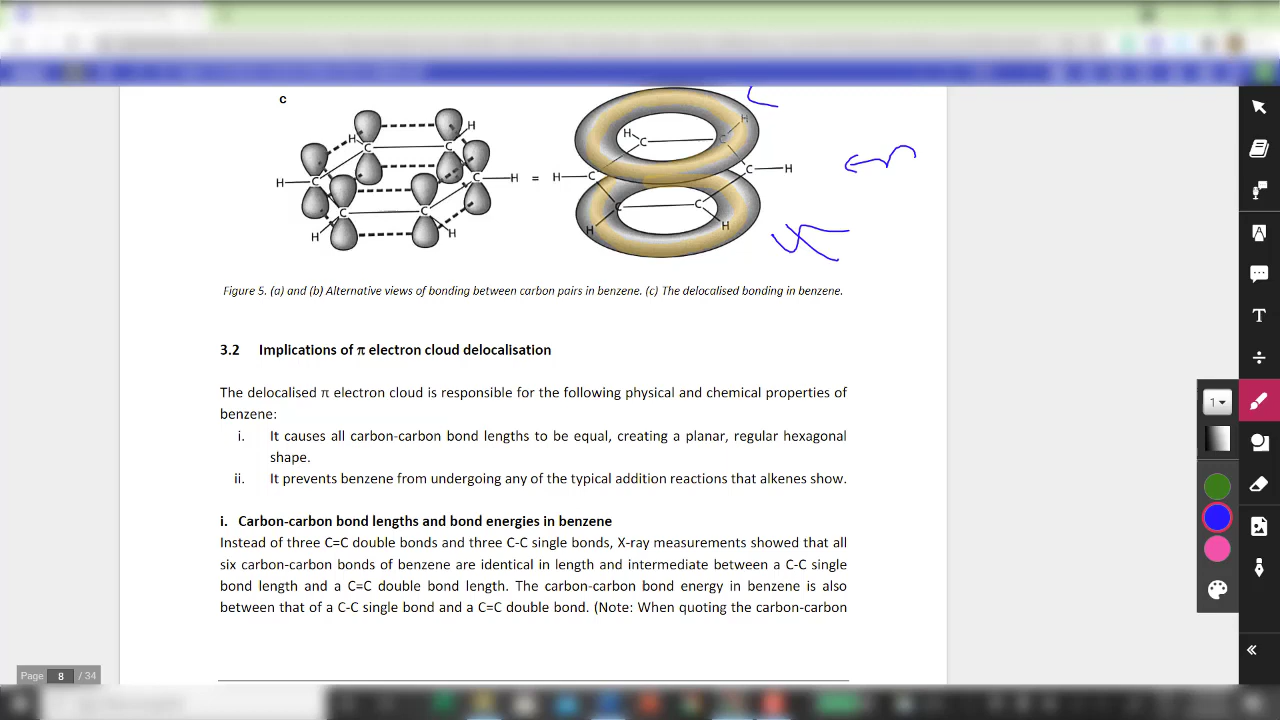 c
H H H H H H = H H H H H H
C C C C C C C C C C C C
Figure 5. (a) and (b) Alternative views of bonding between carbon pairs in benzene. (c) The delocalised bonding in benzene.
3.2 Implications of π electron cloud delocalisation
The delocalised π electron cloud is responsible for the following physical and chemical properties of
benzene:
i. It causes all carbon-carbon bond lengths to be equal, creating a planar, regular hexagonal
shape.
ii. It prevents benzene from undergoing any of the typical addition reactions that alkenes show.
i. Carbon-carbon bond lengths and bond energies in benzene
Instead of three C=C double bonds and three C-C single bonds, X-ray measurements showed that all
six carbon-carbon bonds of benzene are identical in length and intermediate between a C-C single
bond length and a C=C double bond length. The carbon-carbon bond energy in benzene is also
between that of a C-C single bond and a C=C double bond. (Note: When quoting the carbon-carbon
Page 8 / 34
1
T